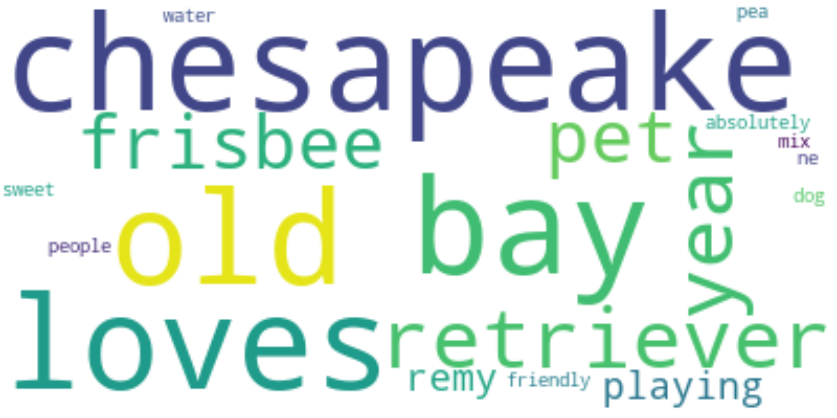 water
pea
chesapeake
frisbee
pet
absolutely
mix
ne
year
sweet
dog
people
old
bay
loves
retriever
remy
friendly
playing